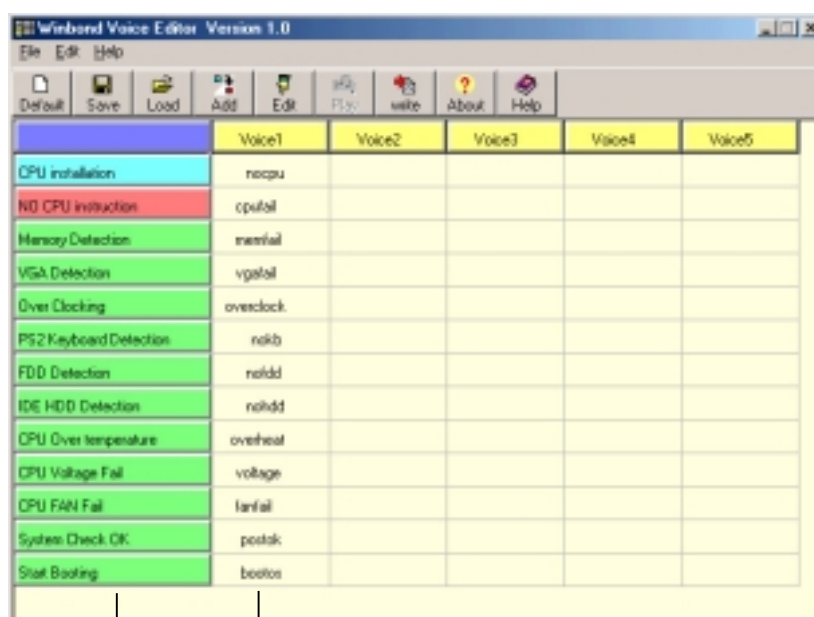 Winbond Voice Editor Version 1.0
File Edit Help
Default Save Load Add Edit Play write About Help
Voice1 Voice2 Voice3 Voice4 Voice5
CPU installation nocpu
NO CPU instruction cpufail
Memory Detection memfail
VGA Detection vgafail
Over Clocking overclock
PS2 Keyboard Detection nokb
FDD Detection nofdd
IDE HDD Detection nohdd
CPU Over temperature overheat
CPU Voltage Fail voltage
CPU FAN Fail fanfail
System Check OK postok
Start Booting bootos